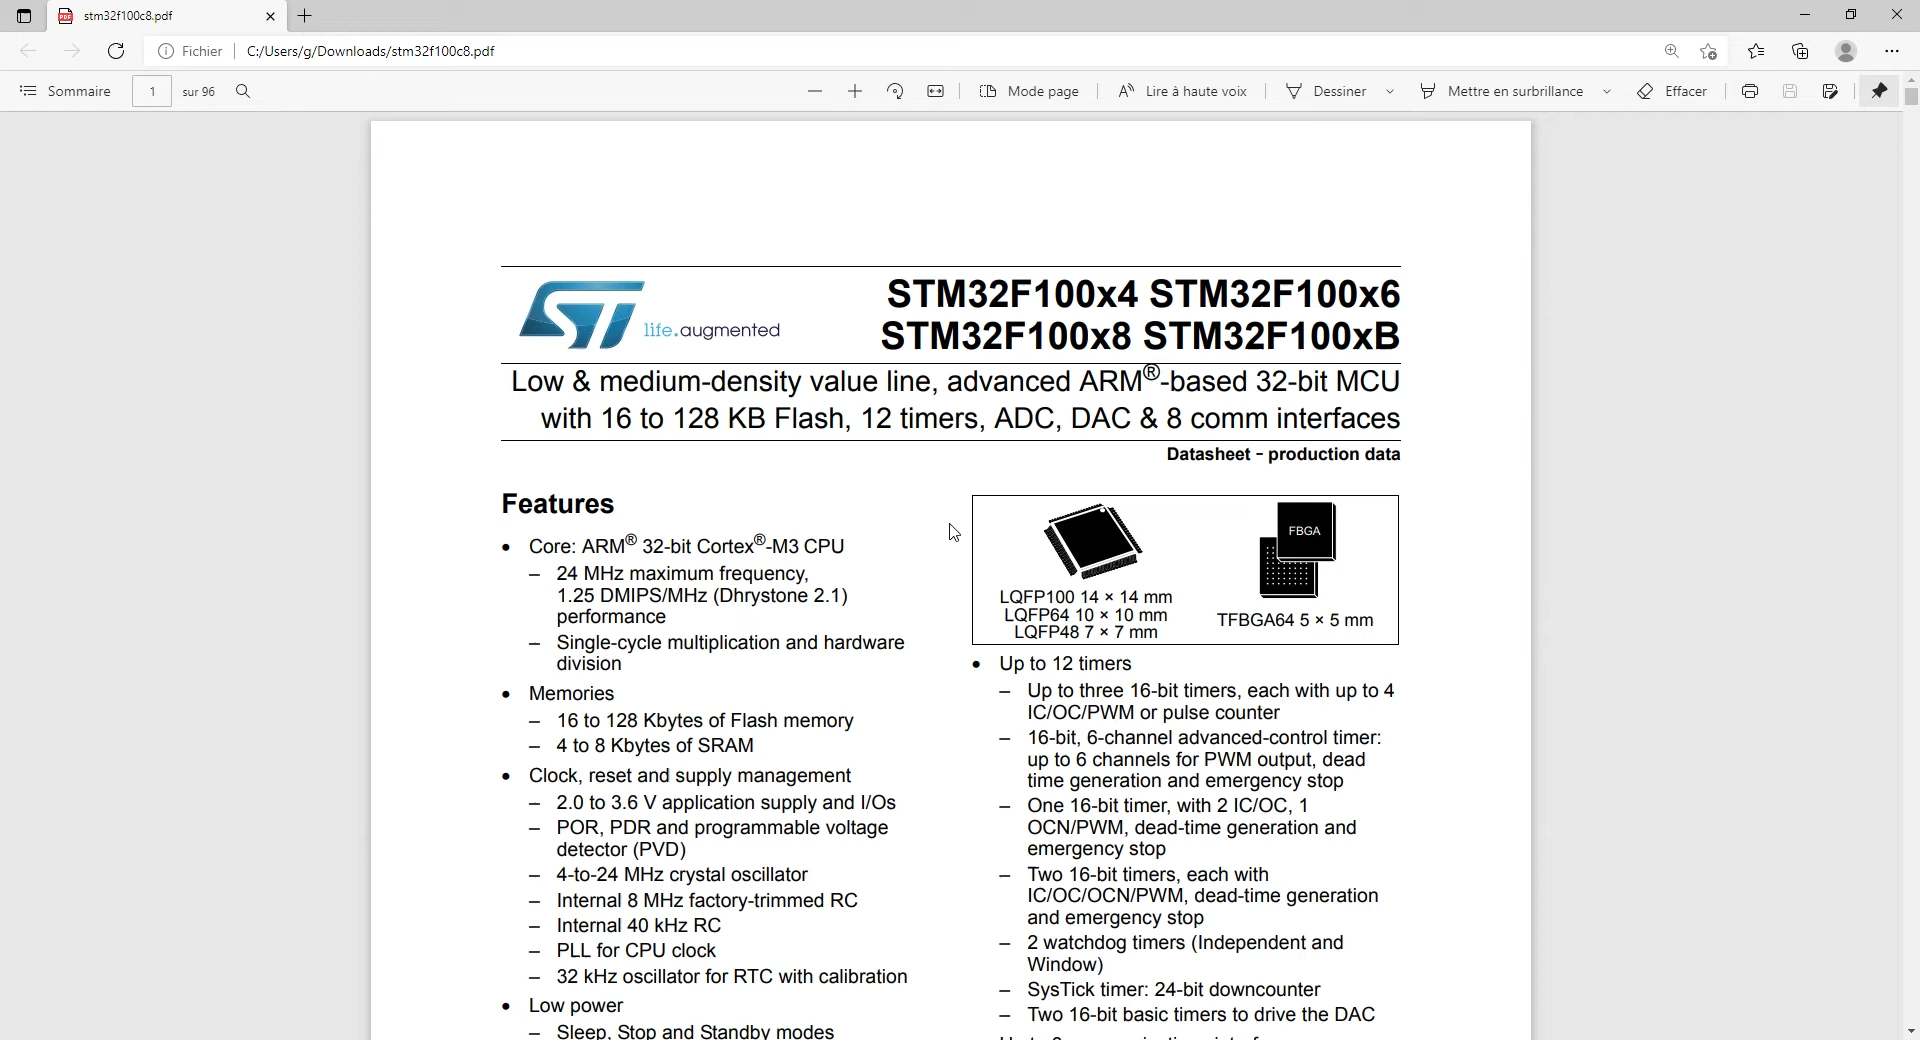 stm32f100c8.pdf
Fichier
C:/Users/g/Downloads/stm32f100c8.pdf
Sommaire
1
sur 96
Mode page
Lire à haute voix
Dessiner
Mettre en surbrillance
Effacer
ST
life.augmented
STM32F100x4 STM32F100x6
STM32F100x8 STM32F100xB
Low & medium-density value line, advanced ARM®-based 32-bit MCU
with 16 to 128 KB Flash, 12 timers, ADC, DAC & 8 comm interfaces
Datasheet - production data
Features
• Core: ARM® 32-bit Cortex®-M3 CPU
– 24 MHz maximum frequency,
1.25 DMIPS/MHz (Dhrystone 2.1)
performance
– Single-cycle multiplication and hardware
division
• Memories
– 16 to 128 Kbytes of Flash memory
– 4 to 8 Kbytes of SRAM
• Clock, reset and supply management
– 2.0 to 3.6 V application supply and I/Os
– POR, PDR and programmable voltage
detector (PVD)
– 4-to-24 MHz crystal oscillator
– Internal 8 MHz factory-trimmed RC
– Internal 40 kHz RC
– PLL for CPU clock
– 32 kHz oscillator for RTC with calibration
• Low power
– Sleep, Stop and Standby modes
FBGA
LQFP100 14 × 14 mm
LQFP64 10 × 10 mm
LQFP48 7 × 7 mm
TFBGA64 5 × 5 mm
• Up to 12 timers
– Up to three 16-bit timers, each with up to 4
IC/OC/PWM or pulse counter
– 16-bit, 6-channel advanced-control timer:
up to 6 channels for PWM output, dead
time generation and emergency stop
– One 16-bit timer, with 2 IC/OC, 1
OCN/PWM, dead-time generation and
emergency stop
– Two 16-bit timers, each with
IC/OC/OCN/PWM, dead-time generation
and emergency stop
– 2 watchdog timers (Independent and
Window)
– SysTick timer: 24-bit downcounter
– Two 16-bit basic timers to drive the DAC